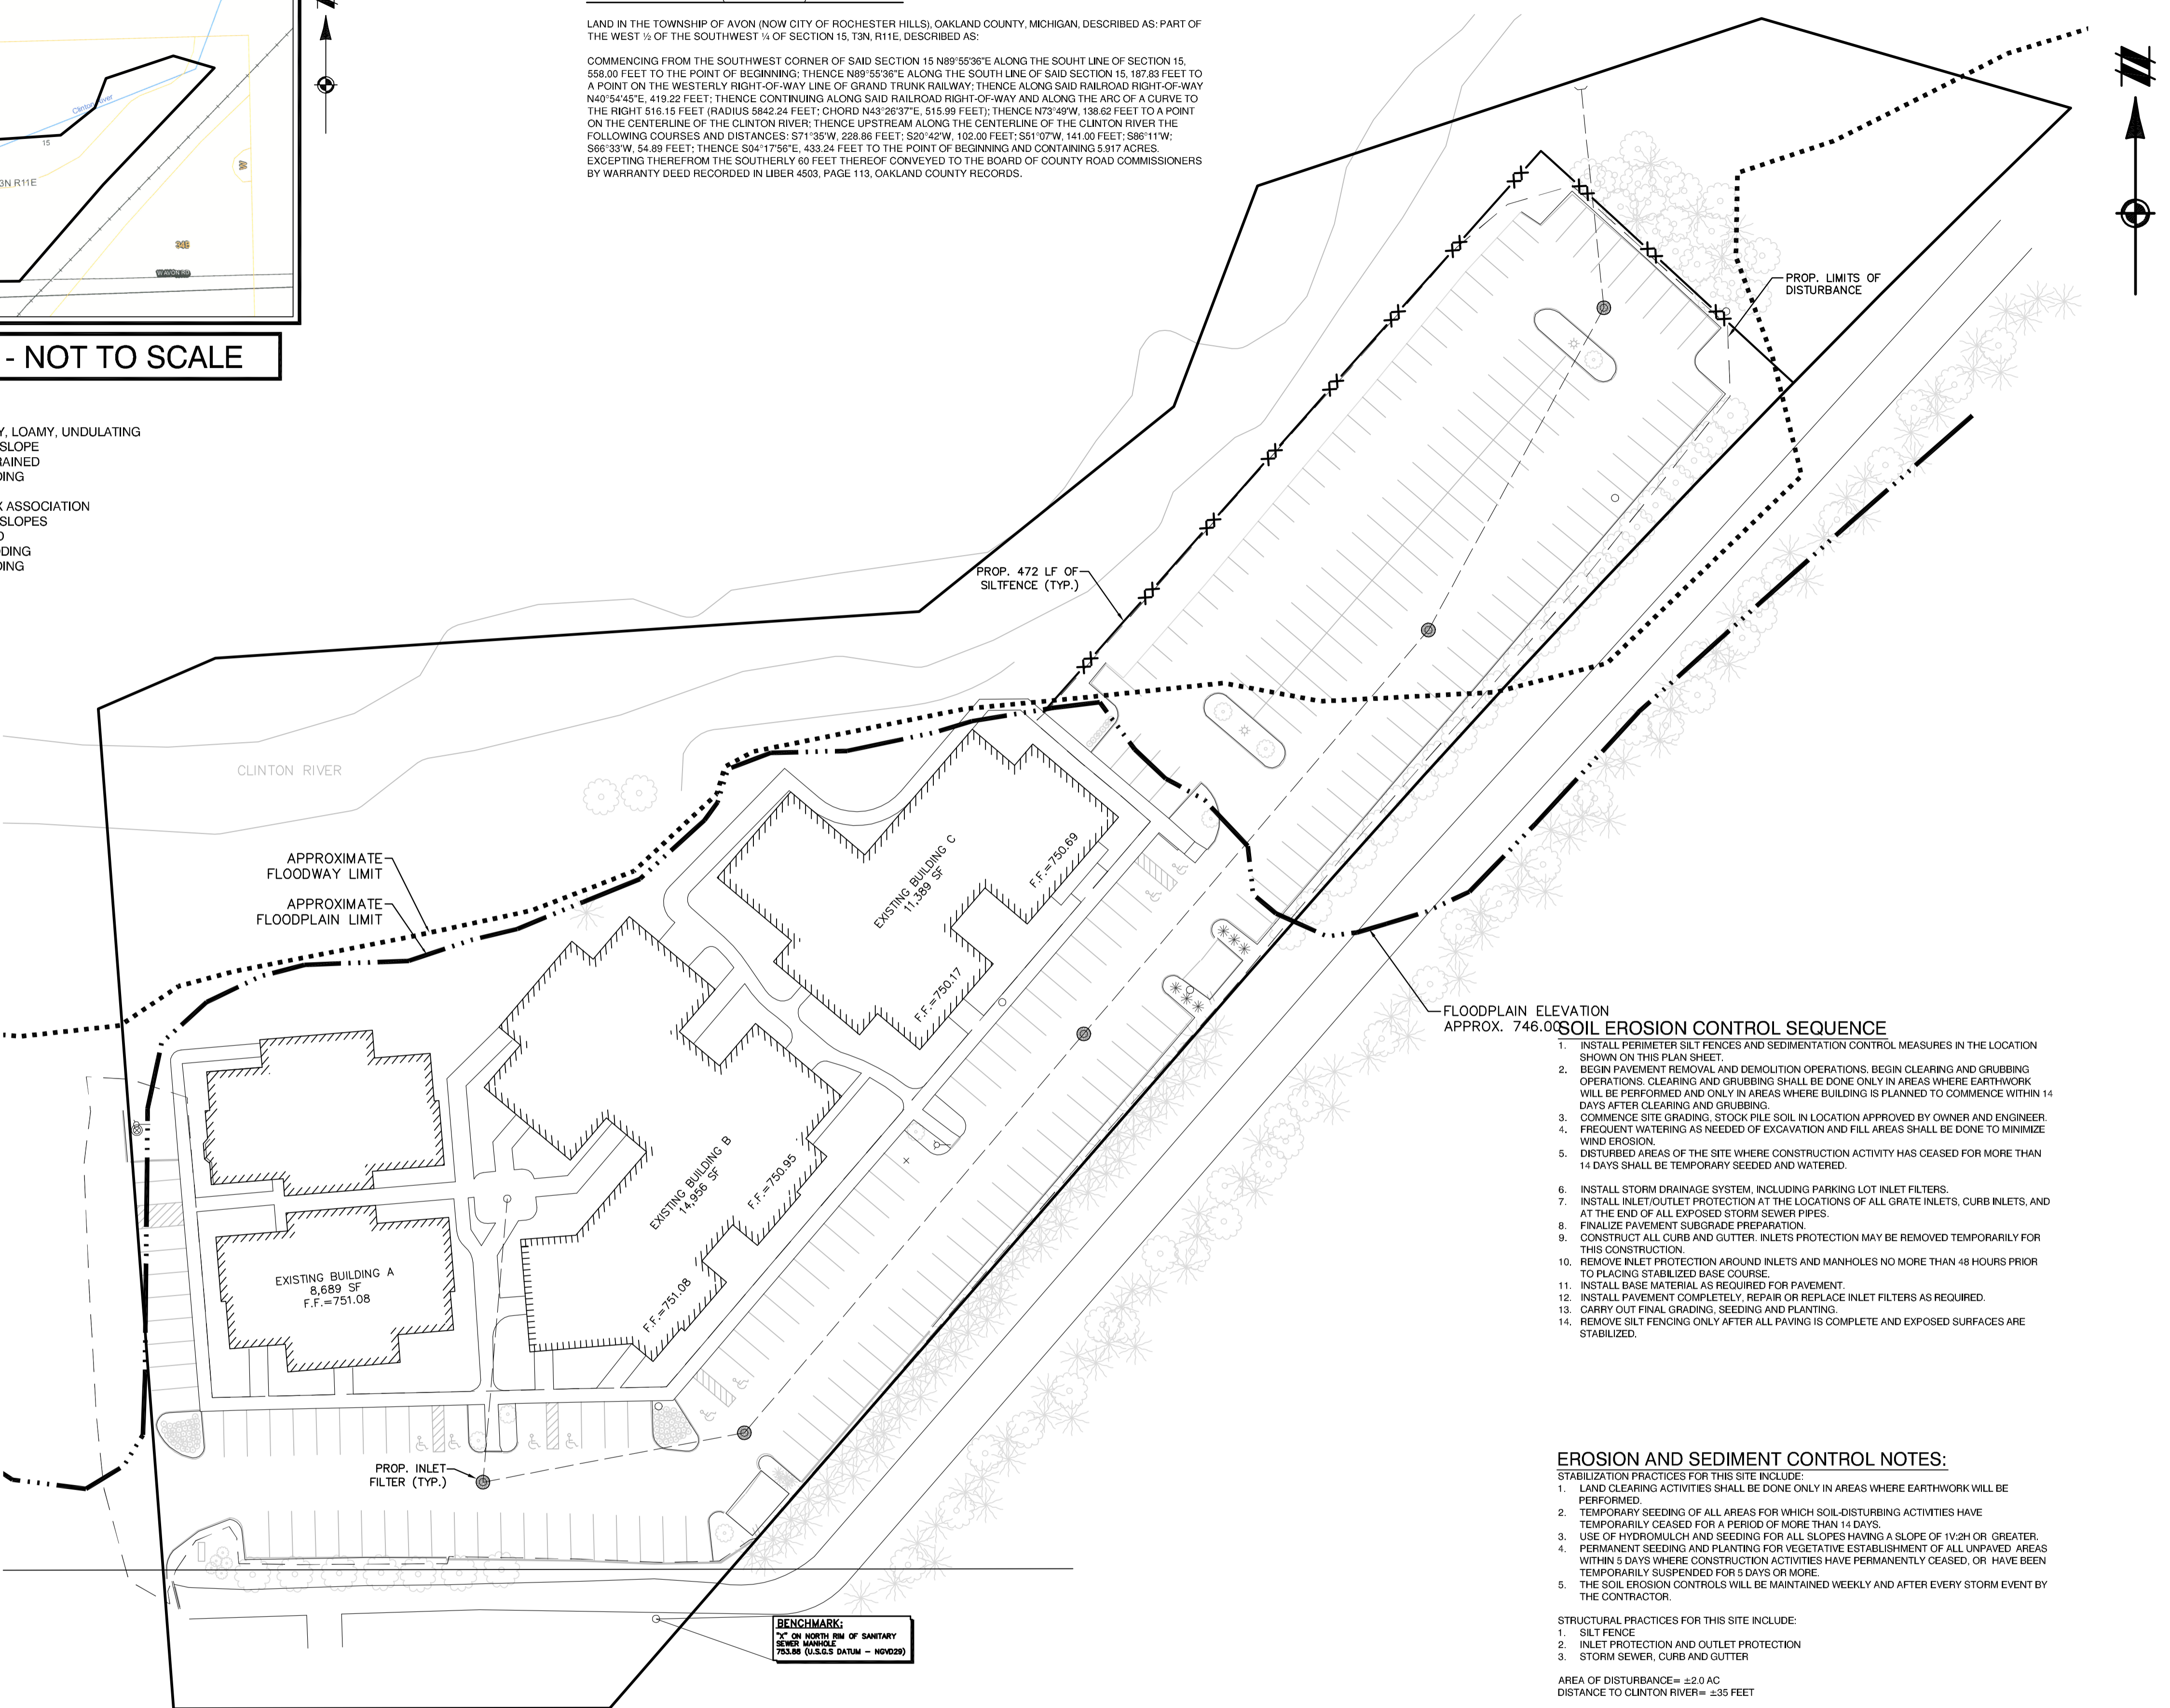 LAND IN THE TOWNSHIP OF AVON (NOW CITY OF ROCHESTER HILLS), OAKLAND COUNTY, MICHIGAN, DESCRIBED AS: PART OF
THE WEST ½ OF THE SOUTHWEST ¼ OF SECTION 15, T3N, R11E, DESCRIBED AS:
COMMENCING FROM THE SOUTHWEST CORNER OF SAID SECTION 15 N89°55'36"E ALONG THE SOUHT LINE OF SECTION 15,
558.00 FEET TO THE POINT OF BEGINNING; THENCE N89°55'36"E ALONG THE SOUTH LINE OF SAID SECTION 15, 187.83 FEET TO
A POINT ON THE WESTERLY RIGHT-OF-WAY LINE OF GRAND TRUNK RAILWAY; THENCE ALONG SAID RAILROAD RIGHT-OF-WAY
N40°54'45"E, 419.22 FEET; THENCE CONTINUING ALONG SAID RAILROAD RIGHT-OF-WAY AND ALONG THE ARC OF A CURVE TO
THE RIGHT 516.15 FEET (RADIUS 5842.24 FEET; CHORD N43°26'37"E, 515.99 FEET); THENCE N73°49'W, 138.62 FEET TO A POINT
ON THE CENTERLINE OF THE CLINTON RIVER; THENCE UPSTREAM ALONG THE CENTERLINE OF THE CLINTON RIVER THE
FOLLOWING COURSES AND DISTANCES: S71°35'W, 228.86 FEET; S20°42'W, 102.00 FEET; S51°07'W, 141.00 FEET; S86°11'W;
S66°33'W, 54.89 FEET; THENCE S04°17'56"E, 433.24 FEET TO THE POINT OF BEGINNING AND CONTAINING 5.917 ACRES.
EXCEPTING THEREFROM THE SOUTHERLY 60 FEET THEREOF CONVEYED TO THE BOARD OF COUNTY ROAD COMMISSIONERS
BY WARRANTY DEED RECORDED IN LIBER 4503, PAGE 113, OAKLAND COUNTY RECORDS.
Clinton River
15
3N R11E
W AVON RD
- NOT TO SCALE
Y, LOAMY, UNDULATING
SLOPE
RAINED
DING
X ASSOCIATION
SLOPES
D
ODING
DING
N
PROP. LIMITS OF
DISTURBANCE
PROP. 472 LF OF
SILTFENCE (TYP.)
CLINTON RIVER
APPROXIMATE
FLOODWAY LIMIT
APPROXIMATE
FLOODPLAIN LIMIT
EXISTING BUILDING C
11,389 SF
F.F.=750.69
F.F.=750.17
EXISTING BUILDING B
14,956 SF
F.F.=750.95
F.F.=751.08
EXISTING BUILDING A
8,689 SF
F.F.=751.08
PROP. INLET
FILTER (TYP.)
BENCHMARK:
"X" ON NORTH RIM OF SANITARY
SEWER MANHOLE
753.88 (U.S.G.S DATUM - NGVD29)
FLOODPLAIN ELEVATION
APPROX. 746.00
SOIL EROSION CONTROL SEQUENCE
1. INSTALL PERIMETER SILT FENCES AND SEDIMENTATION CONTROL MEASURES IN THE LOCATION
SHOWN ON THIS PLAN SHEET.
2. BEGIN PAVEMENT REMOVAL AND DEMOLITION OPERATIONS. BEGIN CLEARING AND GRUBBING
OPERATIONS. CLEARING AND GRUBBING SHALL BE DONE ONLY IN AREAS WHERE EARTHWORK
WILL BE PERFORMED AND ONLY IN AREAS WHERE BUILDING IS PLANNED TO COMMENCE WITHIN 14
DAYS AFTER CLEARING AND GRUBBING.
3. COMMENCE SITE GRADING, STOCK PILE SOIL IN LOCATION APPROVED BY OWNER AND ENGINEER.
4. FREQUENT WATERING AS NEEDED OF EXCAVATION AND FILL AREAS SHALL BE DONE TO MINIMIZE
WIND EROSION.
5. DISTURBED AREAS OF THE SITE WHERE CONSTRUCTION ACTIVITY HAS CEASED FOR MORE THAN
14 DAYS SHALL BE TEMPORARY SEEDED AND WATERED.
6. INSTALL STORM DRAINAGE SYSTEM, INCLUDING PARKING LOT INLET FILTERS.
7. INSTALL INLET/OUTLET PROTECTION AT THE LOCATIONS OF ALL GRATE INLETS, CURB INLETS, AND
AT THE END OF ALL EXPOSED STORM SEWER PIPES.
8. FINALIZE PAVEMENT SUBGRADE PREPARATION.
9. CONSTRUCT ALL CURB AND GUTTER. INLETS PROTECTION MAY BE REMOVED TEMPORARILY FOR
THIS CONSTRUCTION.
10. REMOVE INLET PROTECTION AROUND INLETS AND MANHOLES NO MORE THAN 48 HOURS PRIOR
TO PLACING STABILIZED BASE COURSE.
11. INSTALL BASE MATERIAL AS REQUIRED FOR PAVEMENT.
12. INSTALL PAVEMENT COMPLETELY, REPAIR OR REPLACE INLET FILTERS AS REQUIRED.
13. CARRY OUT FINAL GRADING, SEEDING AND PLANTING.
14. REMOVE SILT FENCING ONLY AFTER ALL PAVING IS COMPLETE AND EXPOSED SURFACES ARE
STABILIZED.
EROSION AND SEDIMENT CONTROL NOTES:
STABILIZATION PRACTICES FOR THIS SITE INCLUDE:
1. LAND CLEARING ACTIVITIES SHALL BE DONE ONLY IN AREAS WHERE EARTHWORK WILL BE
PERFORMED.
2. TEMPORARY SEEDING OF ALL AREAS FOR WHICH SOIL-DISTURBING ACTIVITIES HAVE
TEMPORARILY CEASED FOR A PERIOD OF MORE THAN 14 DAYS.
3. USE OF HYDROMULCH AND SEEDING FOR ALL SLOPES HAVING A SLOPE OF 1V:2H OR GREATER.
4. PERMANENT SEEDING AND PLANTING FOR VEGETATIVE ESTABLISHMENT OF ALL UNPAVED AREAS
WITHIN 5 DAYS WHERE CONSTRUCTION ACTIVITIES HAVE PERMANENTLY CEASED, OR HAVE BEEN
TEMPORARILY SUSPENDED FOR 5 DAYS OR MORE.
5. THE SOIL EROSION CONTROLS WILL BE MAINTAINED WEEKLY AND AFTER EVERY STORM EVENT BY
THE CONTRACTOR.
STRUCTURAL PRACTICES FOR THIS SITE INCLUDE:
1. SILT FENCE
2. INLET PROTECTION AND OUTLET PROTECTION
3. STORM SEWER, CURB AND GUTTER
AREA OF DISTURBANCE= ±2.0 AC
DISTANCE TO CLINTON RIVER= ±35 FEET